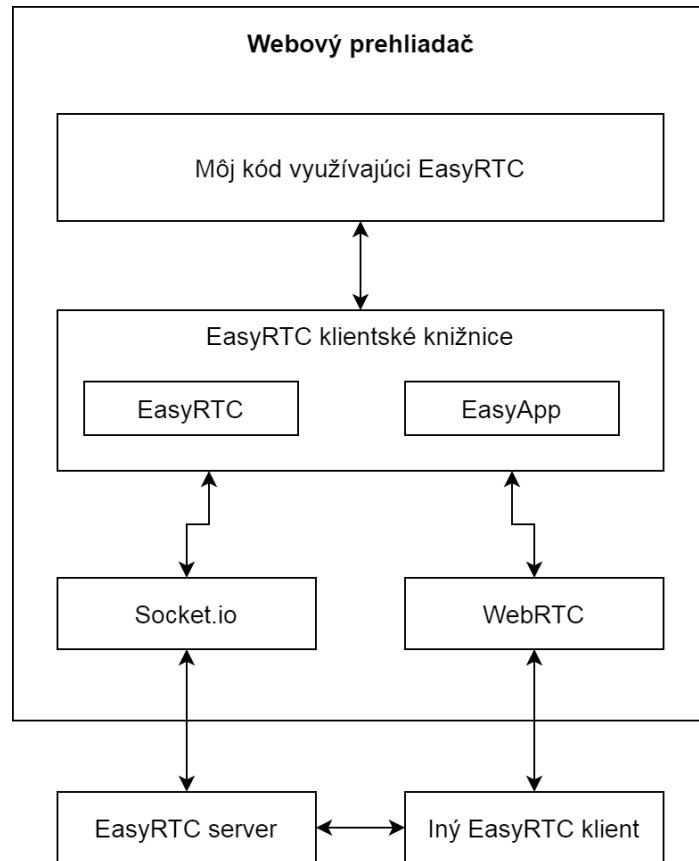 Webový prehliadač
Môj kód využívajúci EasyRTC
EasyRTC klientské knižnice
EasyRTC
EasyApp
Socket.io
WebRTC
EasyRTC server
Iný EasyRTC klient